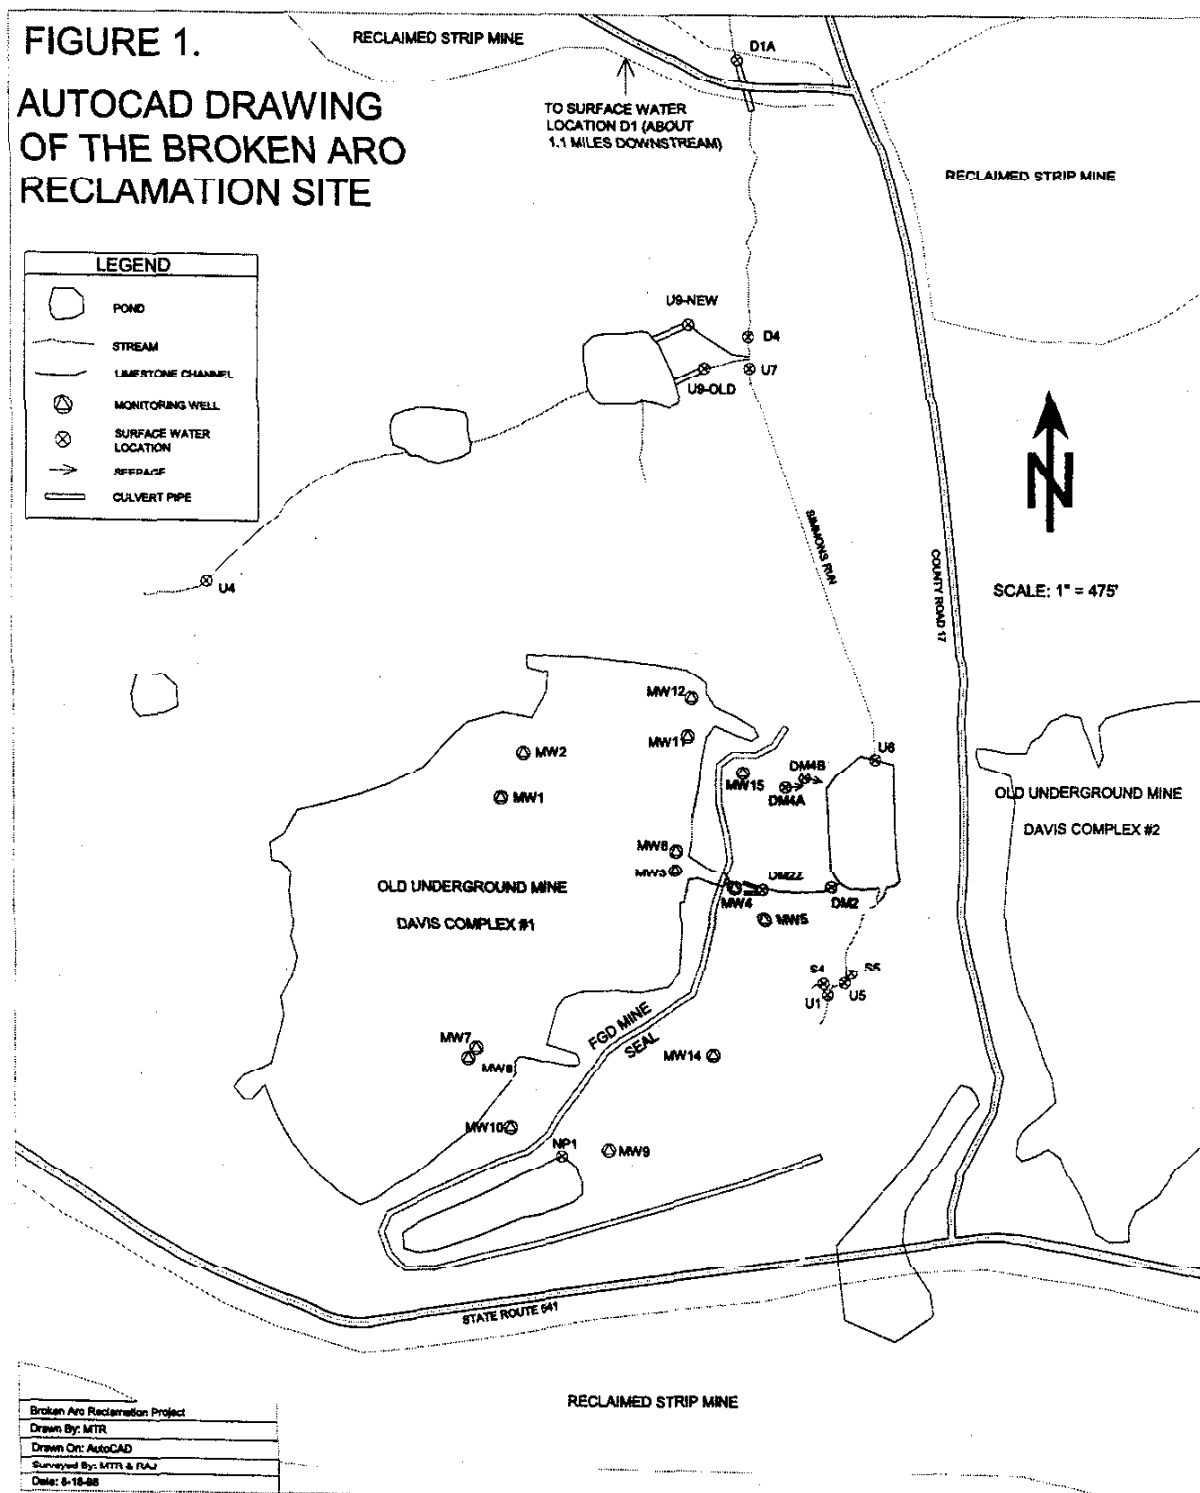 FIGURE 1.
AUTOCAD DRAWING
OF THE BROKEN ARO
RECLAMATION SITE
RECLAIMED STRIP MINE
D1A
TO SURFACE WATER
LOCATION D1 (ABOUT
1.1 MILES DOWNSTREAM)
RECLAIMED STRIP MINE
LEGEND
POND
STREAM
LIMESTONE CHANNEL
MONITORING WELL
SURFACE WATER
LOCATION
SEEPAGE
CULVERT PIPE
U9-NEW
D4
U7
U9-OLD
SIMMONS RUN
COUNTY ROAD 17
N
SCALE: 1" = 475'
U4
MW12
MW11
MW2
MW1
MW15
DM4B
DM4A
U6
OLD UNDERGROUND MINE
DAVIS COMPLEX #2
MW3
OLD UNDERGROUND MINE
DAVIS COMPLEX #1
DM2Z
MW4
DM2
MW5
S4
S5
U1
U5
FGD MINE
SEAL
MW7
MW14
MW10
NP1
MW9
STATE ROUTE 541
RECLAIMED STRIP MINE
Broken Aro Reclamation Project
Drawn By: MTR
Drawn On: AutoCAD
Surveyed By: MTR & RAJ